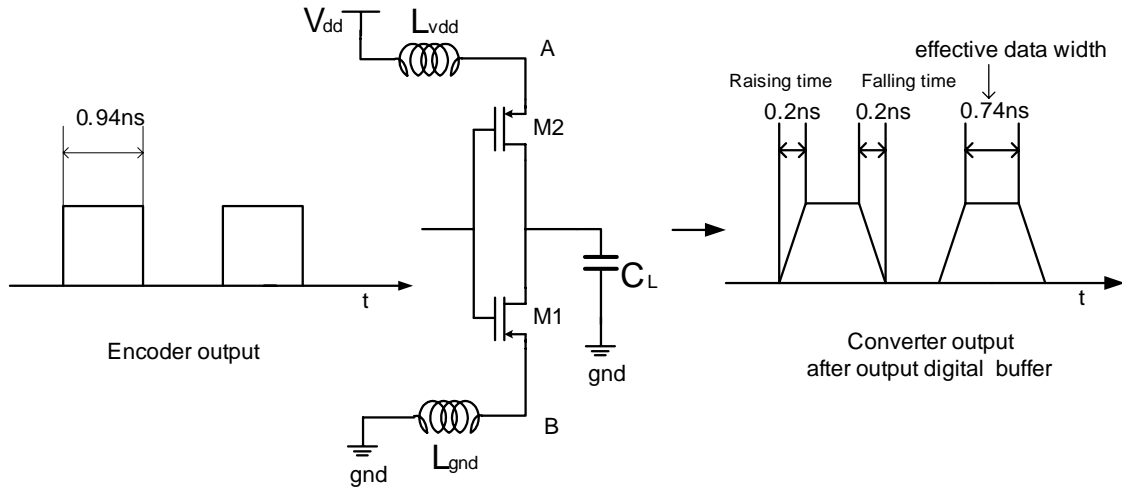 0.94ns
t
Encoder output
Vdd
Lvdd
A
M2
CL
gnd
M1
B
Lgnd
gnd
effective data width
Raising time
Falling time
0.2ns
0.2ns
0.74ns
t
Converter output
after output digital buffer